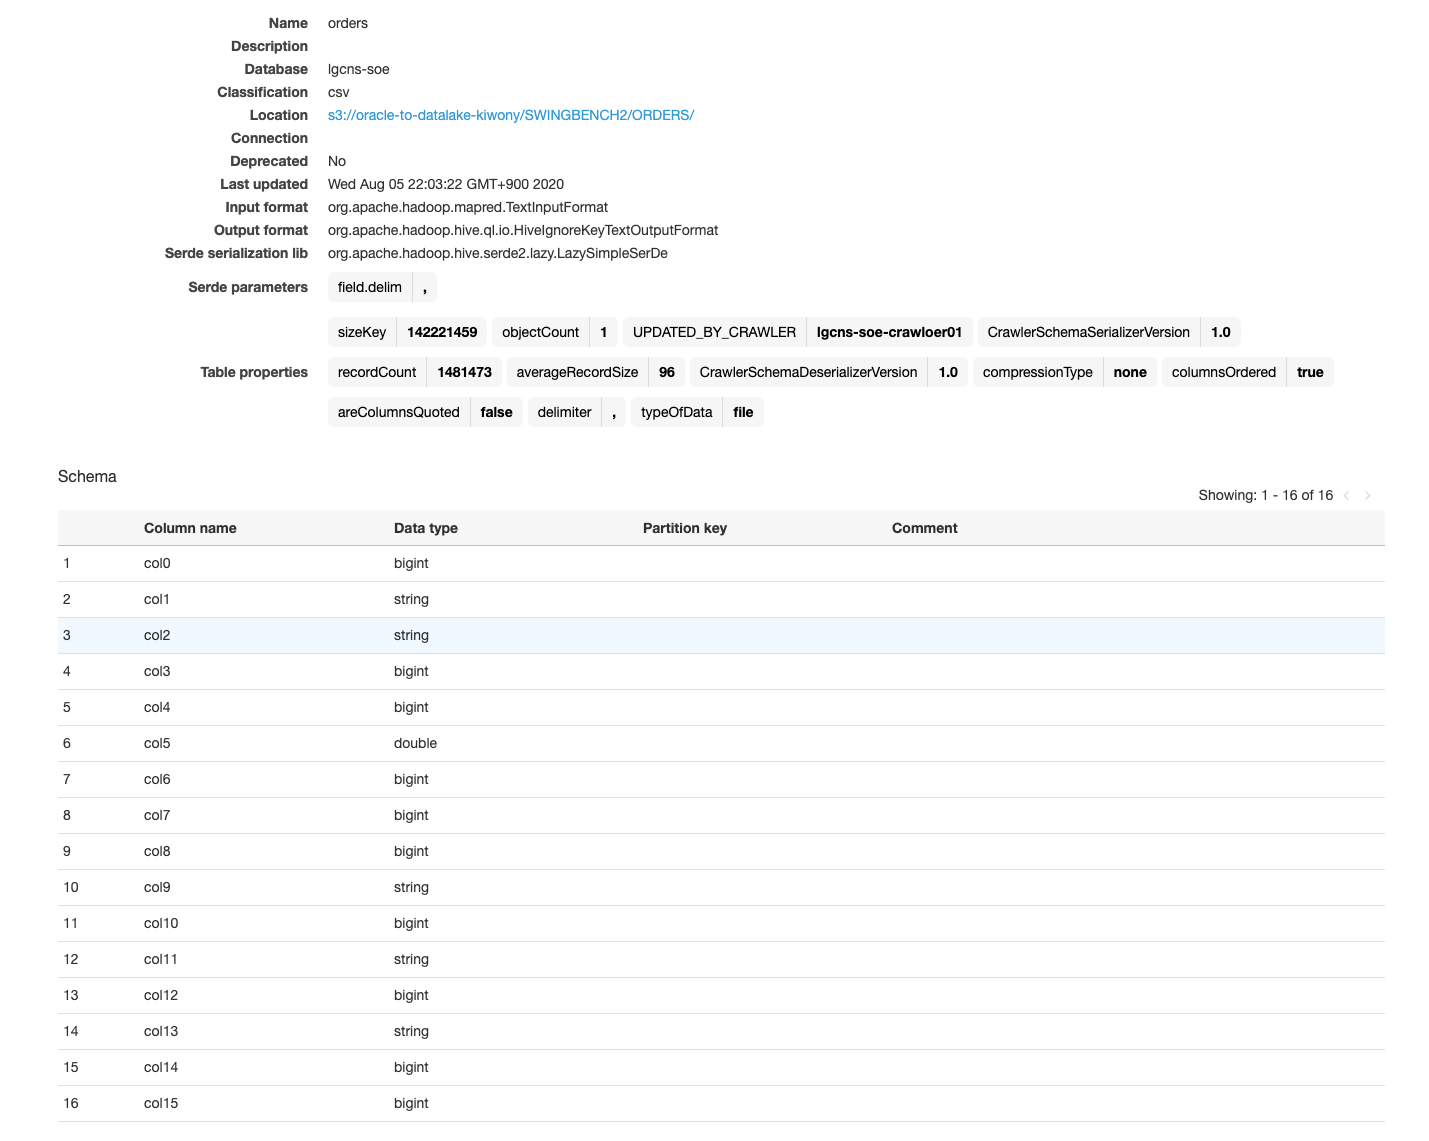 Name orders
Description
Database lgcns-soe
Classification csv
Location s3://oracle-to-datalake-kiwony/SWINGBENCH2/ORDERS/
Connection
Deprecated No
Last updated Wed Aug 05 22:03:22 GMT+900 2020
Input format org.apache.hadoop.mapred.TextInputFormat
Output format org.apache.hadoop.hive.ql.io.HiveIgnoreKeyTextOutputFormat
Serde serialization lib org.apache.hadoop.hive.serde2.lazy.LazySimpleSerDe
Serde parameters field.delim ,
sizeKey 142221459 objectCount 1 UPDATED_BY_CRAWLER lgcns-soe-crawloer01 CrawlerSchemaSerializerVersion 1.0
Table properties recordCount 1481473 averageRecordSize 96 CrawlerSchemaDeserializerVersion 1.0 compressionType none columnsOrdered true
areColumnsQuoted false delimiter , typeOfData file
Schema
Showing: 1 - 16 of 16 < >
Column name Data type Partition key Comment
1 col0 bigint
2 col1 string
3 col2 string
4 col3 bigint
5 col4 bigint
6 col5 double
7 col6 bigint
8 col7 bigint
9 col8 bigint
10 col9 string
11 col10 bigint
12 col11 string
13 col12 bigint
14 col13 string
15 col14 bigint
16 col15 bigint